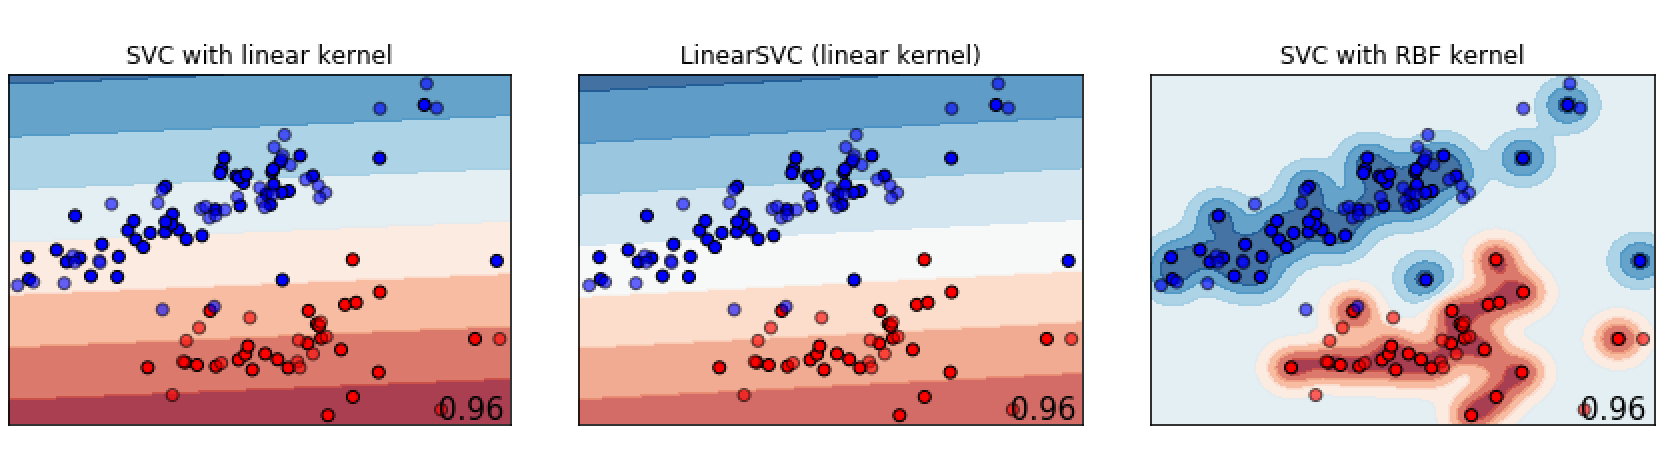 SVC with linear kernel
LinearSVC (linear kernel)
SVC with RBF kernel
0.96
0.96
0.96